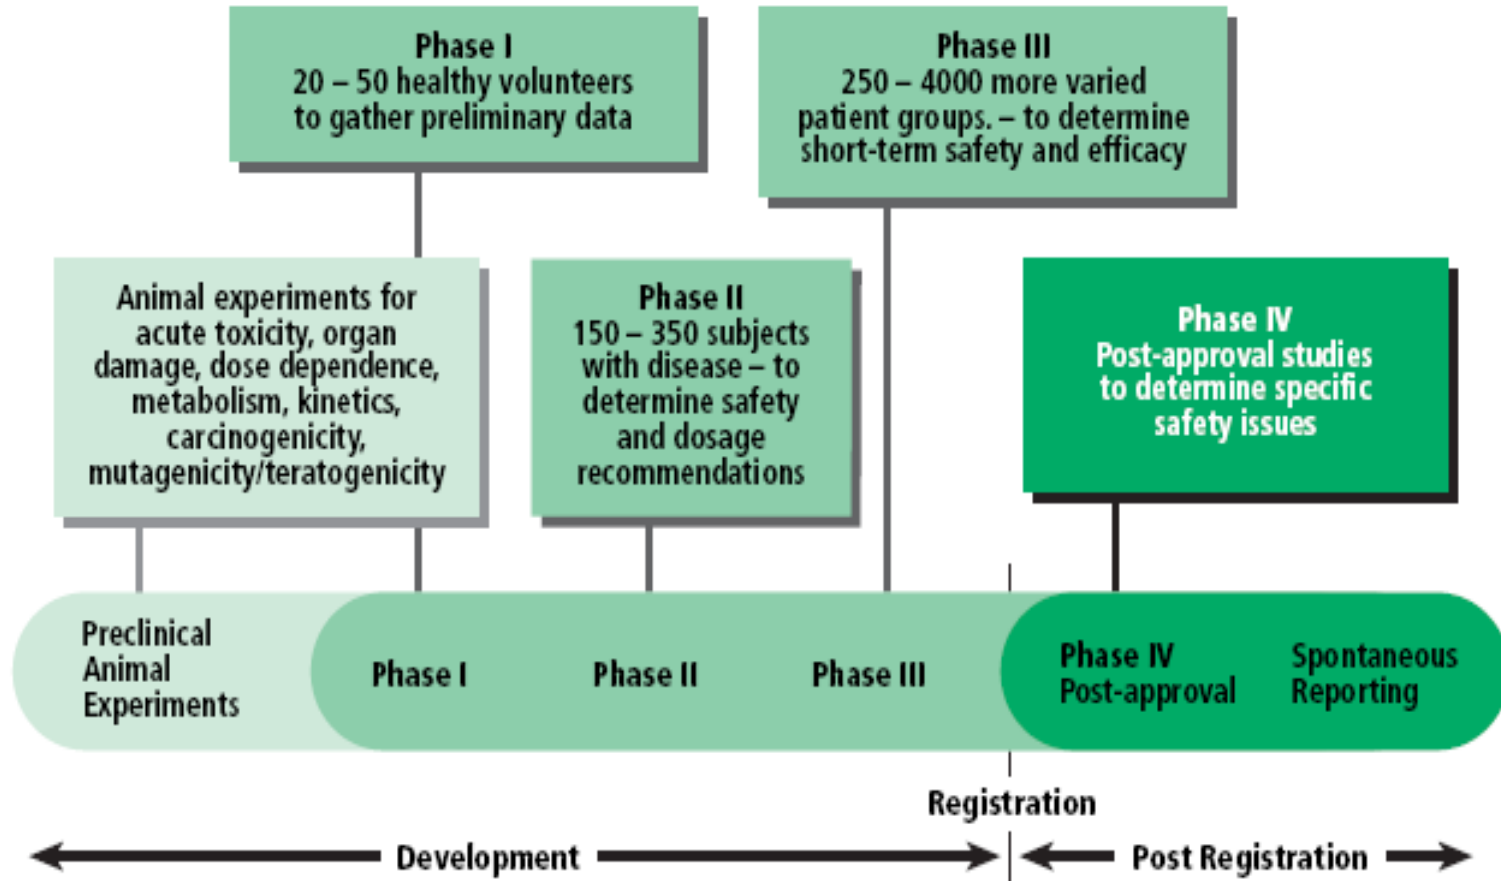 Phase I
20 – 50 healthy volunteers
to gather preliminary data
Phase III
250 – 4000 more varied
patient groups. – to determine
short-term safety and efficacy
Animal experiments for
acute toxicity, organ
damage, dose dependence,
metabolism, kinetics,
carcinogenicity,
mutagenicity/teratogenicity
Phase II
150 – 350 subjects
with disease – to
determine safety
and dosage
recommendations
Phase IV
Post-approval studies
to determine specific
safety issues
Preclinical
Animal
Experiments
Phase I
Phase II
Phase III
Phase IV
Post-approval
Spontaneous
Reporting
Registration
Development
Post Registration